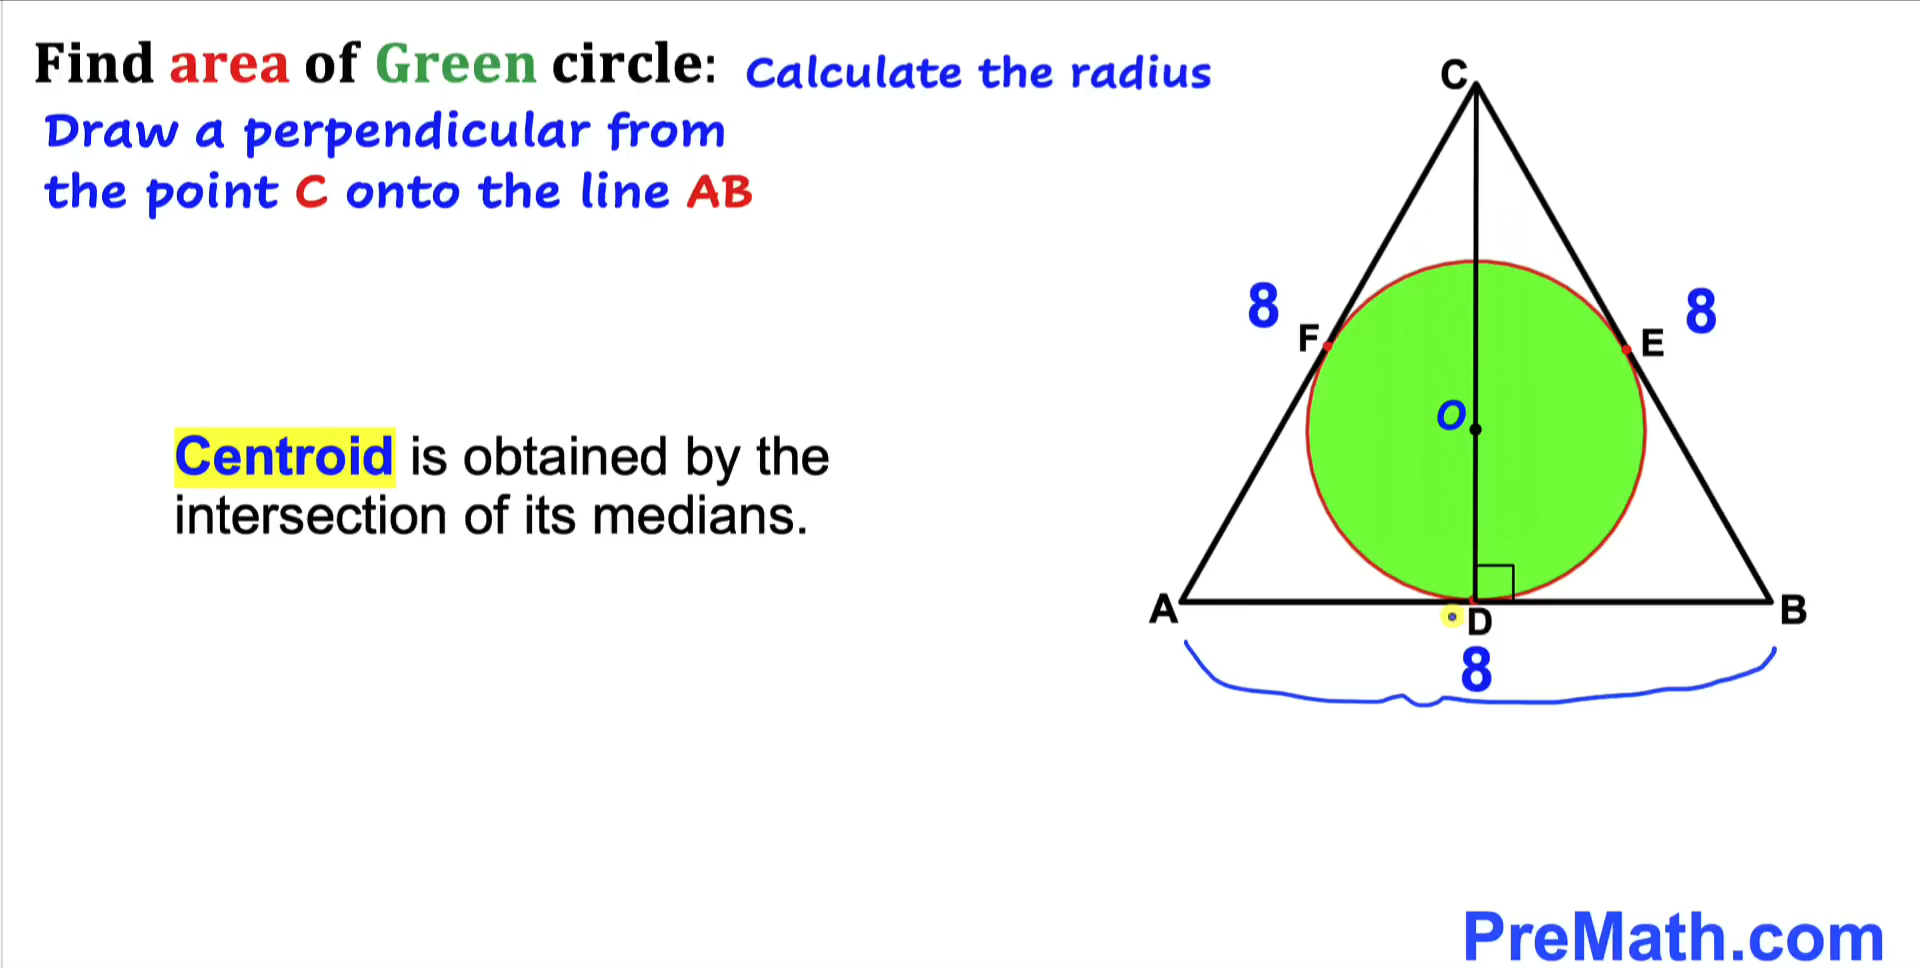 Find area of Green circle: Calculate the radius
Draw a perpendicular from
the point C onto the line AB
Centroid is obtained by the
intersection of its medians.
C
8
8
F
E
O
A
D
B
8
PreMath.com